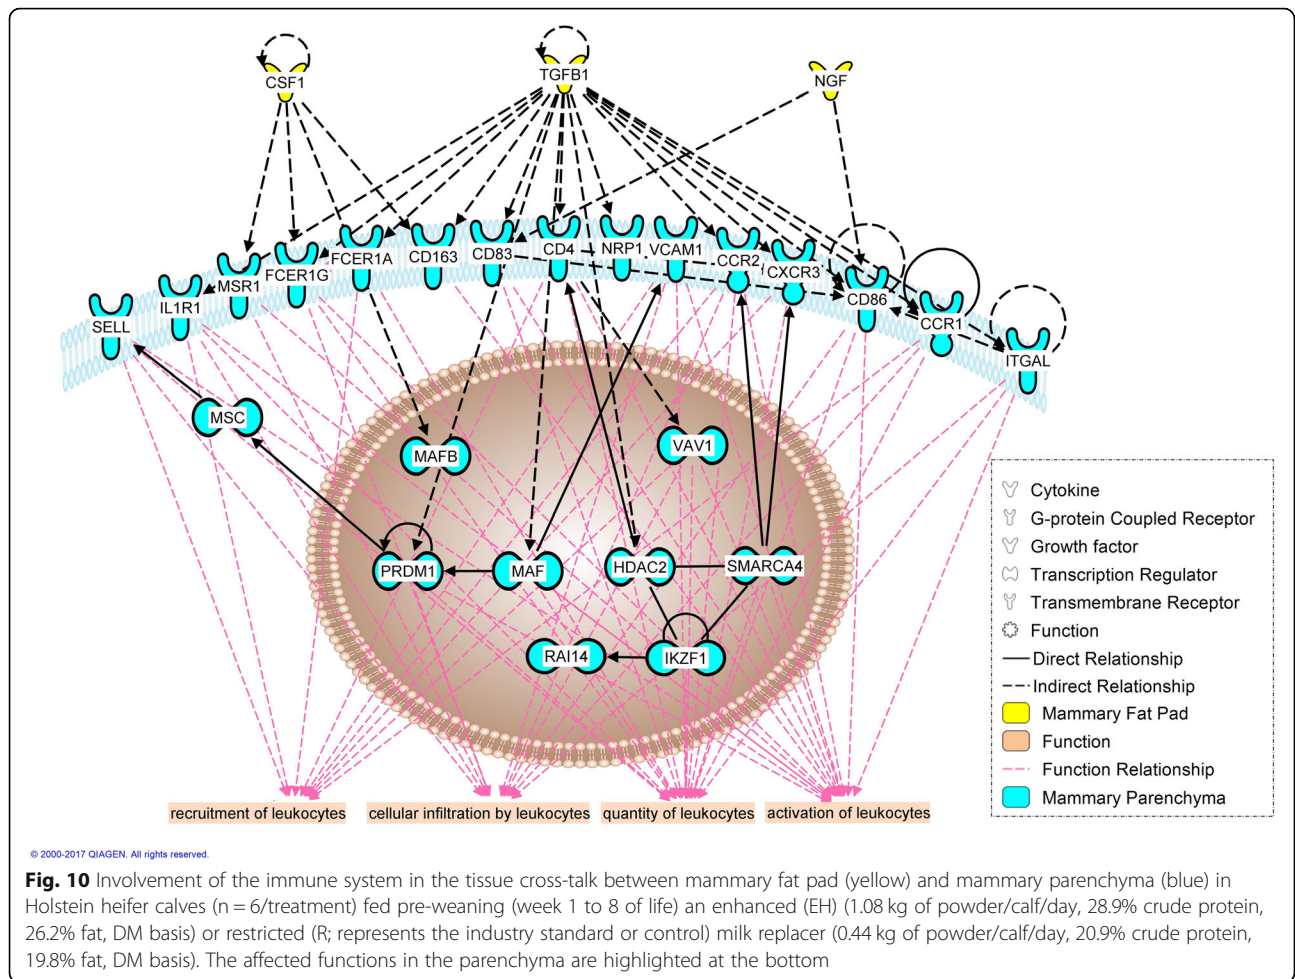 CSF1
TGFB1
NGF
FCER1A
CD163
CD83
CD4
NRP1
VCAM1
CCR2
CXCR3
FCER1G
MSR1
IL1R1
SELL
CD86
CCR1
ITGAL
MSC
MAFB
VAV1
PRDM1
MAF
HDAC2
SMARCA4
RAI14
IKZF1
Cytokine
G-protein Coupled Receptor
Growth factor
Transcription Regulator
Transmembrane Receptor
Function
Direct Relationship
Indirect Relationship
Mammary Fat Pad
Function
Function Relationship
Mammary Parenchyma
recruitment of leukocytes
cellular infiltration by leukocytes
quantity of leukocytes
activation of leukocytes
© 2000-2017 QIAGEN. All rights reserved.
Fig. 10 Involvement of the immune system in the tissue cross-talk between mammary fat pad (yellow) and mammary parenchyma (blue) in
Holstein heifer calves (n = 6/treatment) fed pre-weaning (week 1 to 8 of life) an enhanced (EH) (1.08 kg of powder/calf/day, 28.9% crude protein,
26.2% fat, DM basis) or restricted (R; represents the industry standard or control) milk replacer (0.44 kg of powder/calf/day, 20.9% crude protein,
19.8% fat, DM basis). The affected functions in the parenchyma are highlighted at the bottom